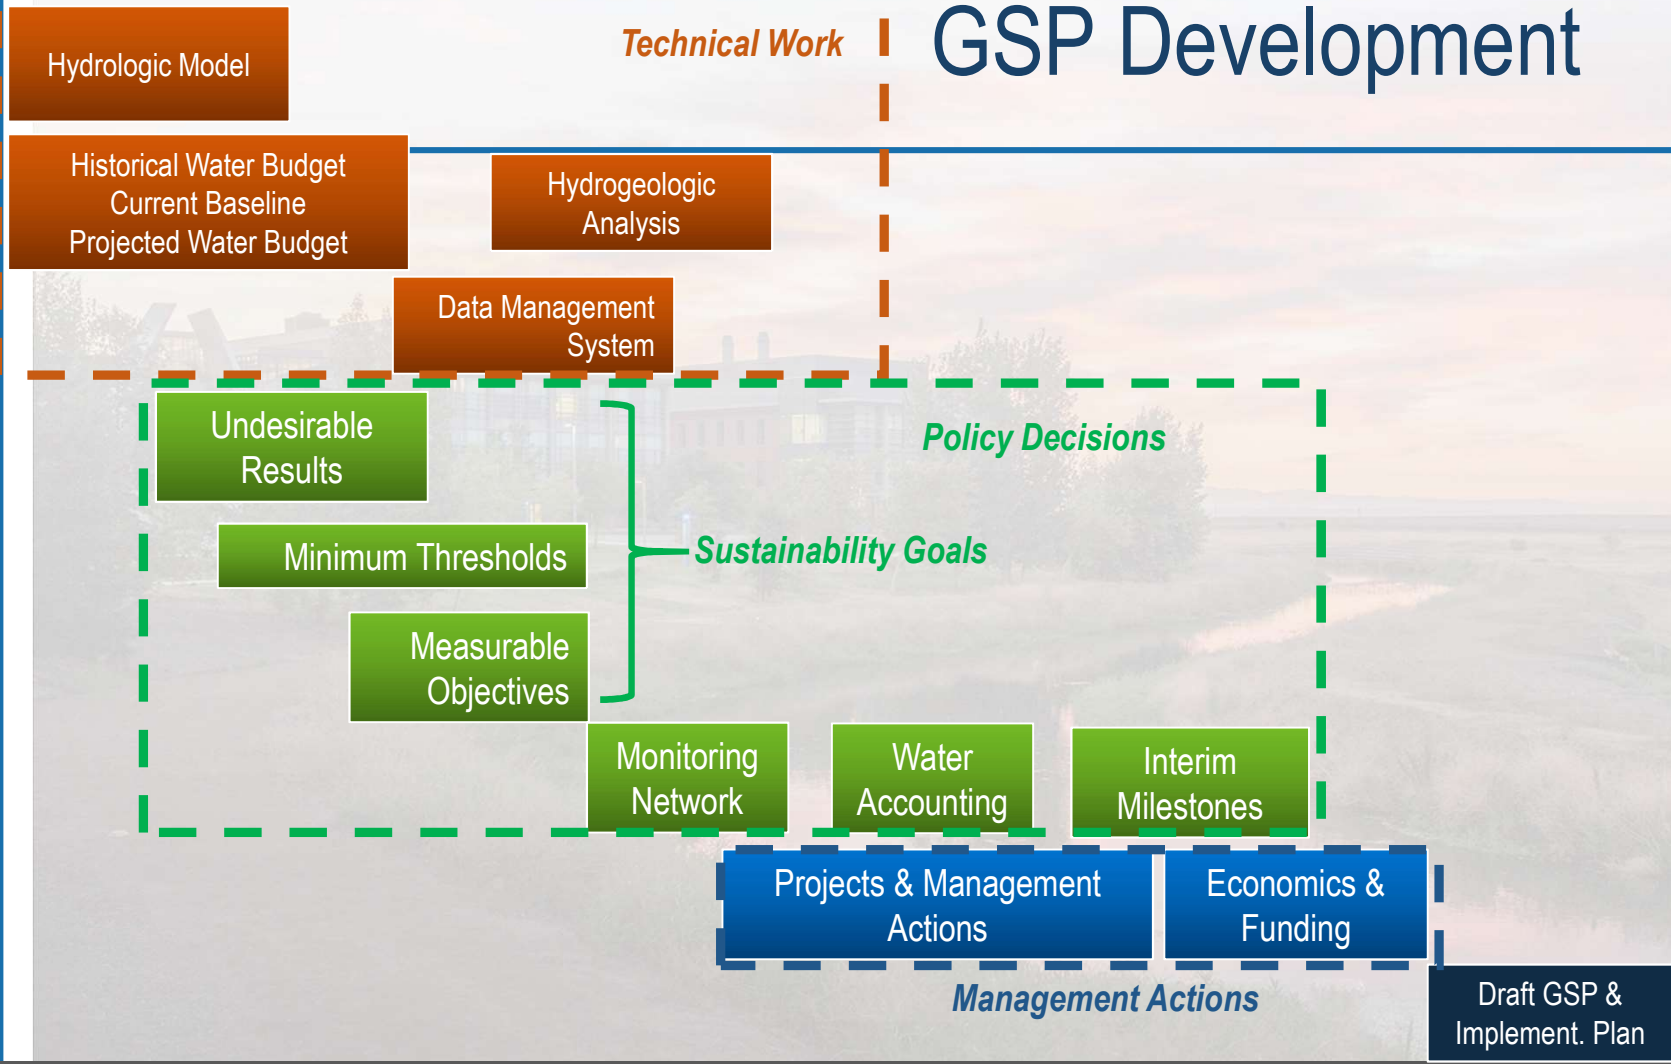 GSP Development
Technical Work
Hydrologic Model
Historical Water Budget
Current Baseline
Projected Water Budget
Hydrogeologic
Analysis
Data Management
System
Undesirable
Results
Policy Decisions
Minimum Thresholds
Sustainability Goals
Measurable
Objectives
Monitoring
Network
Water
Accounting
Interim
Milestones
Projects & Management
Actions
Economics &
Funding
Management Actions
Draft GSP &
Implement. Plan